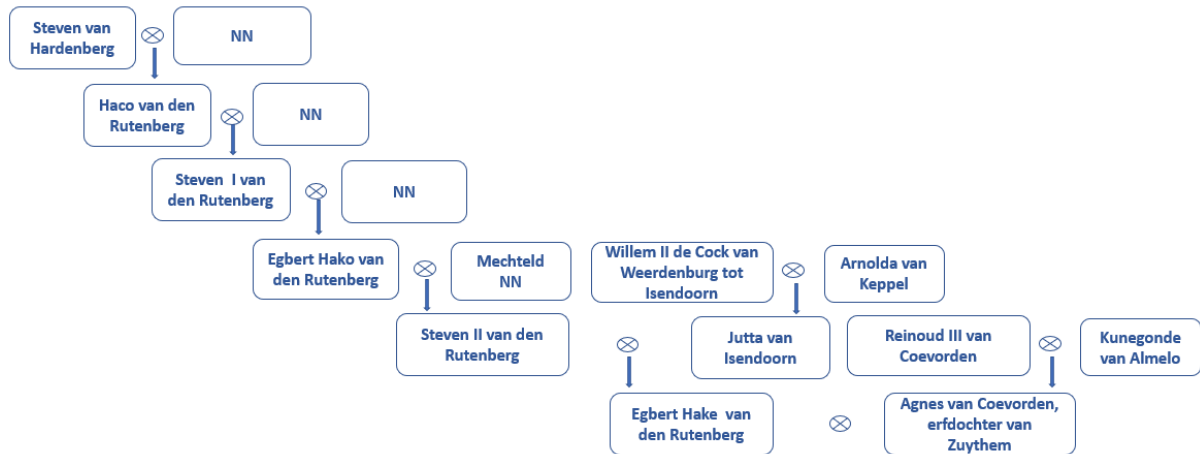 Steven van
Hardenberg
NN
Haco van den
Rutenberg
NN
Steven I van
den Rutenberg
NN
Egbert Hako van
den Rutenberg
Mechteld
NN
Willem II de Cock van
Weerdenburg tot
Isendoorn
Arnolda van
Keppel
Steven II van den
Rutenberg
Jutta van
Isendoorn
Reinoud III van
Coevorden
Kunegonde
van Almelo
Egbert Hake van
den Rutenberg
Agnes van Coevorden,
erfdochter van
Zuythem